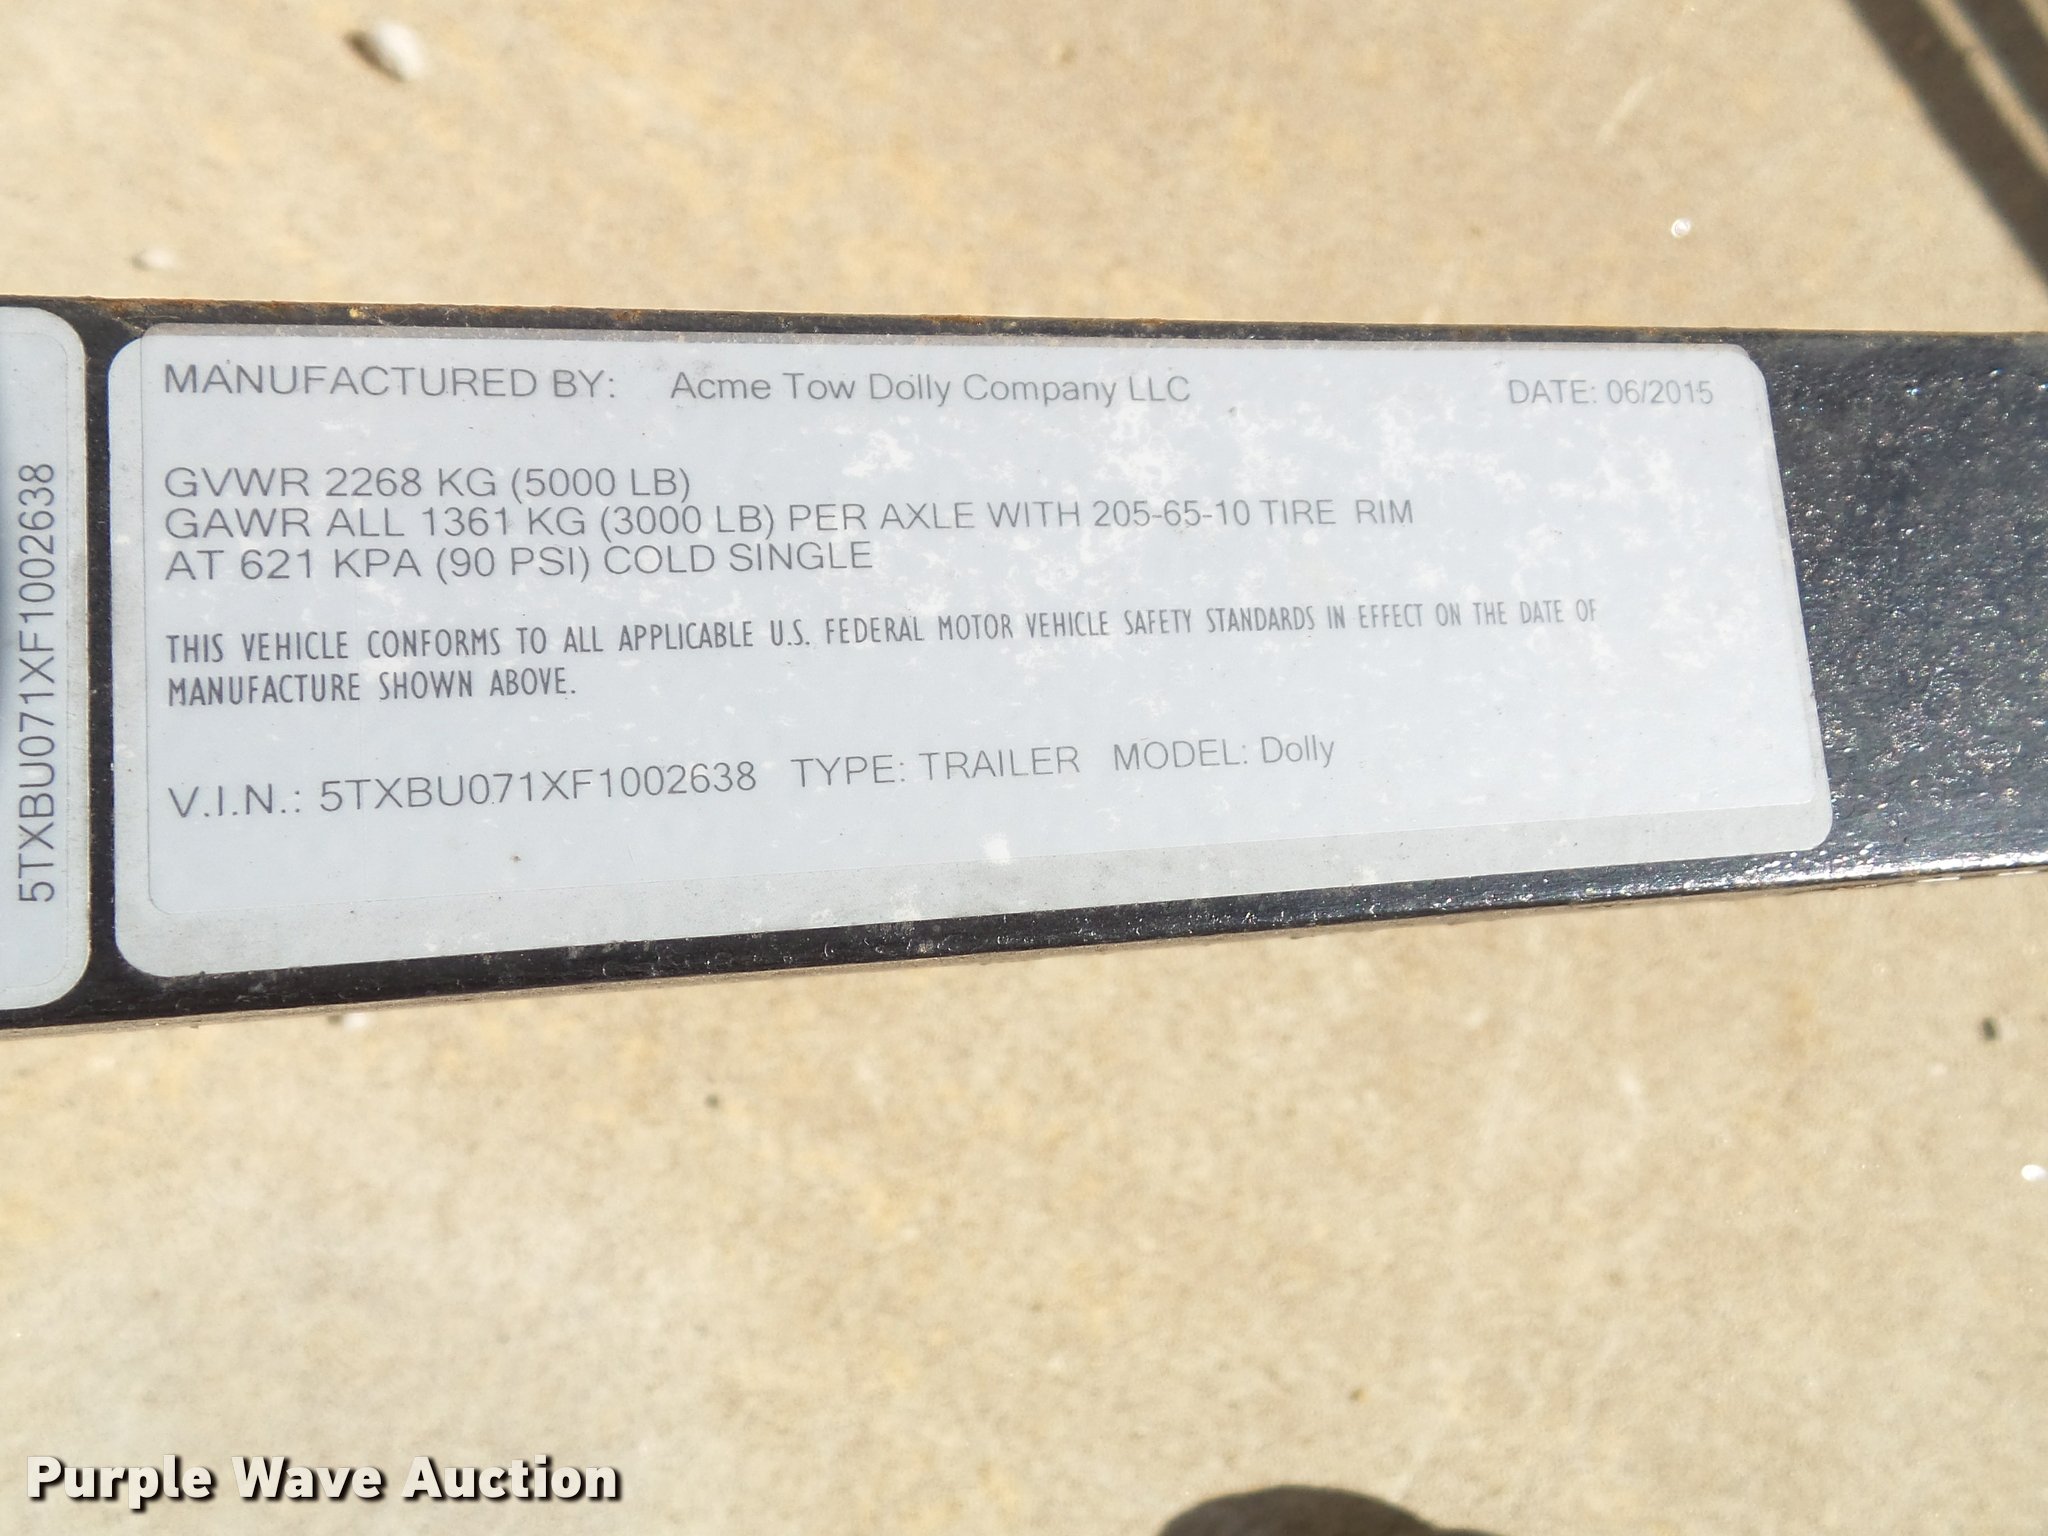 5TXBU071XF1002638
MANUFACTURED BY: Acme Tow Dolly Company LLC DATE: 06/2015
GVWR 2268 KG (5000 LB)
GAWR ALL 1361 KG (3000 LB) PER AXLE WITH 205-65-10 TIRE RIM
AT 621 KPA (90 PSI) COLD SINGLE
THIS VEHICLE CONFORMS TO ALL APPLICABLE U.S. FEDERAL MOTOR VEHICLE SAFETY STANDARDS IN EFFECT ON THE DATE OF
MANUFACTURE SHOWN ABOVE.
V.I.N.: 5TXBU071XF1002638 TYPE: TRAILER MODEL: Dolly
Purple Wave Auction